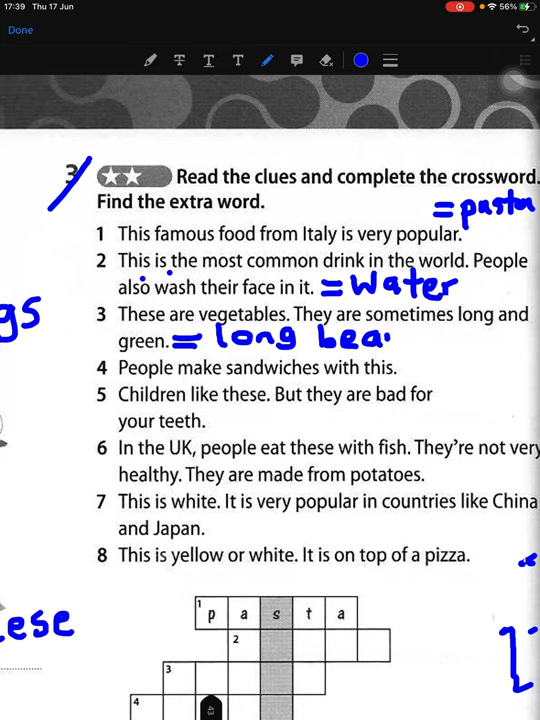 17:39 Thu 17 Jun 56%
Done
T T T
3 Read the clues and complete the crossword.
Find the extra word.
= pasta
1 This famous food from Italy is very popular.
2 This is the most common drink in the world. People
also wash their face in it. = water
3 These are vegetables. They are sometimes long and
green. = long bea
gs
4 People make sandwiches with this.
5 Children like these. But they are bad for
your teeth.
6 In the UK, people eat these with fish. They're not very
healthy. They are made from potatoes.
7 This is white. It is very popular in countries like China
and Japan.
8 This is yellow or white. It is on top of a pizza.
1 p a s t a
eese
2
3
4
43